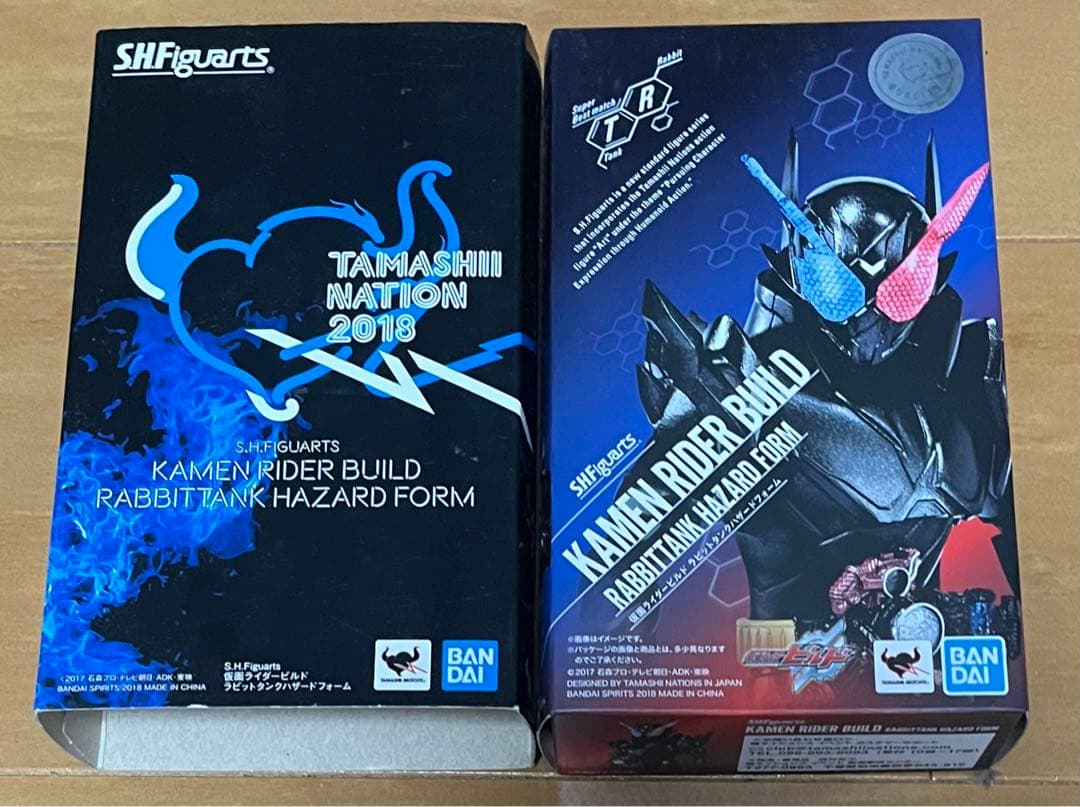 S.H.Figuarts®
TAMASHII
NATION
2018
S.H.FIGUARTS
KAMEN RIDER BUILD
RABBITTANK HAZARD FORM
©2017 石森プロ・テレビ朝日・ADK・東映
BANDAI SPIRITS 2018 MADE IN CHINA
S.H.Figuarts
仮面ライダービルド
ラビットタンクハザードフォーム
TAMASHII NATIONS
BAN
DAI
Super
Best match
Rabbit
R
T
Tank
S.H.Figuarts is a new standard figure series
that incorporates the Tamashii Nations action
figure "Art" under the theme "Pursuing Character
Expression through Humanoid Action."
S.H.Figuarts
KAMEN RIDER BUILD
RABBITTANK HAZARD FORM
仮面ライダービルド ラビットタンクハザードフォーム
※画像はイメージです。
※パッケージの画像と商品とは、多少異なります
のでご了承ください。
©2017 石森プロ・テレビ朝日・ADK・東映
DESIGNED BY TAMASHII NATIONS IN JAPAN
BANDAI SPIRITS 2018 MADE IN CHINA
ビルド
TAMASHII NATIONS
BAN
DAI
S.H.Figuarts
KAMEN RIDER BUILD RABBITTANK HAZARD FORM